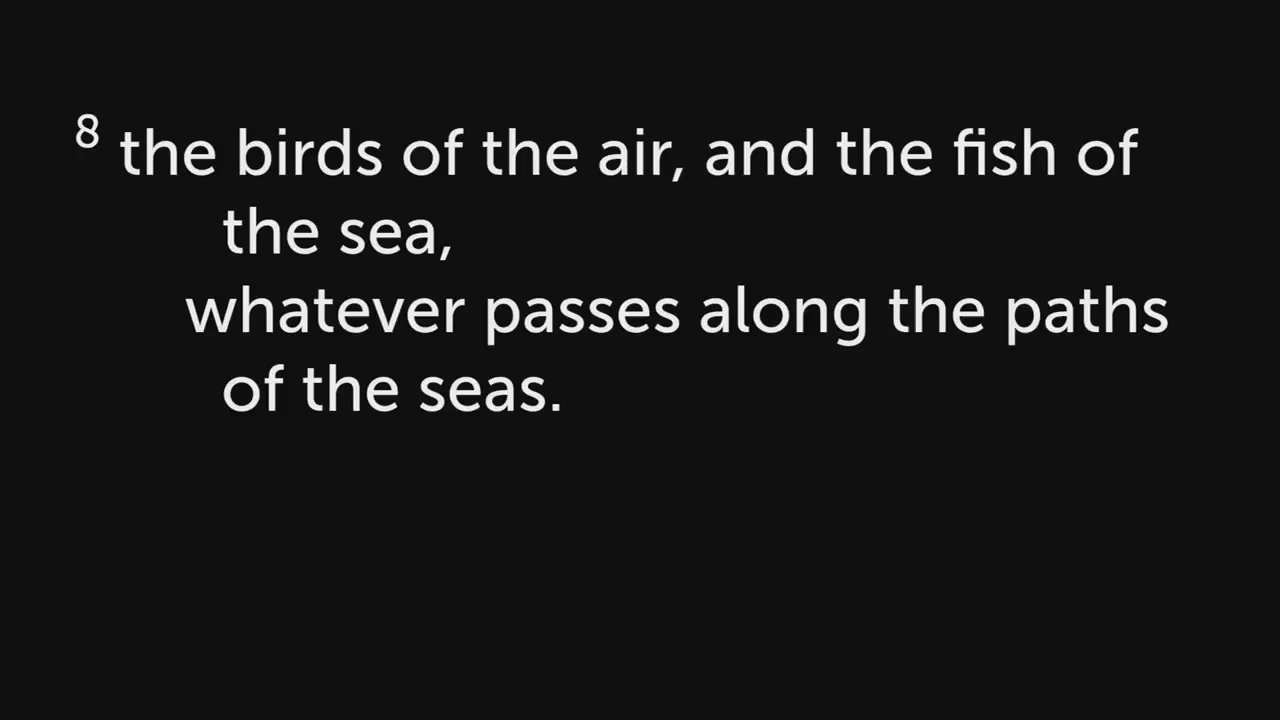 8 the birds of the air, and the fish of
the sea,
whatever passes along the paths
of the seas.